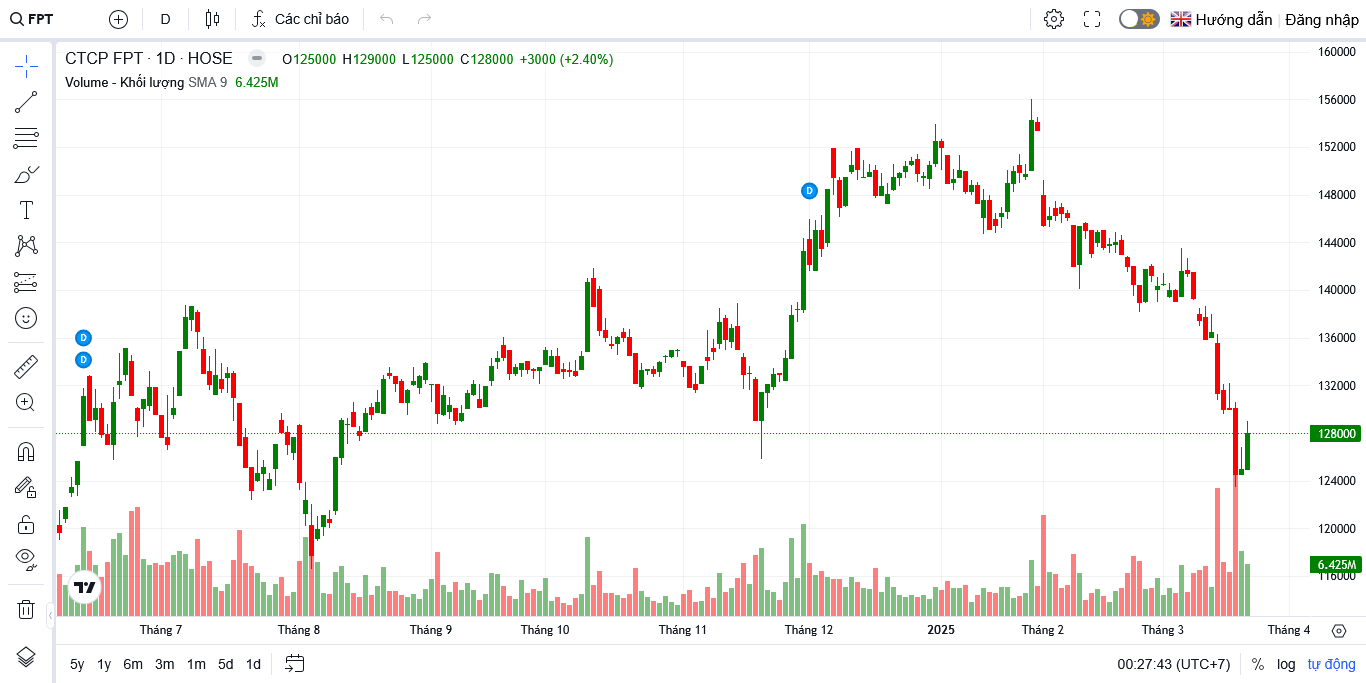 FPT D Các chỉ báo Hướng dẫn Đăng nhập
CTCP FPT · 1D · HOSE O125000 H129000 L125000 C128000 +3000 (+2.40%)
Volume - Khối lượng SMA 9 6.425M
160000
156000
152000
148000
144000
140000
136000
132000
128000
124000
120000
6.425M
116000
D
D
D
T
Tháng 7 Tháng 8 Tháng 9 Tháng 10 Tháng 11 Tháng 12 2025 Tháng 2 Tháng 3 Tháng 4
5y 1y 6m 3m 1m 5d 1d 00:27:43 (UTC+7) % log tự động